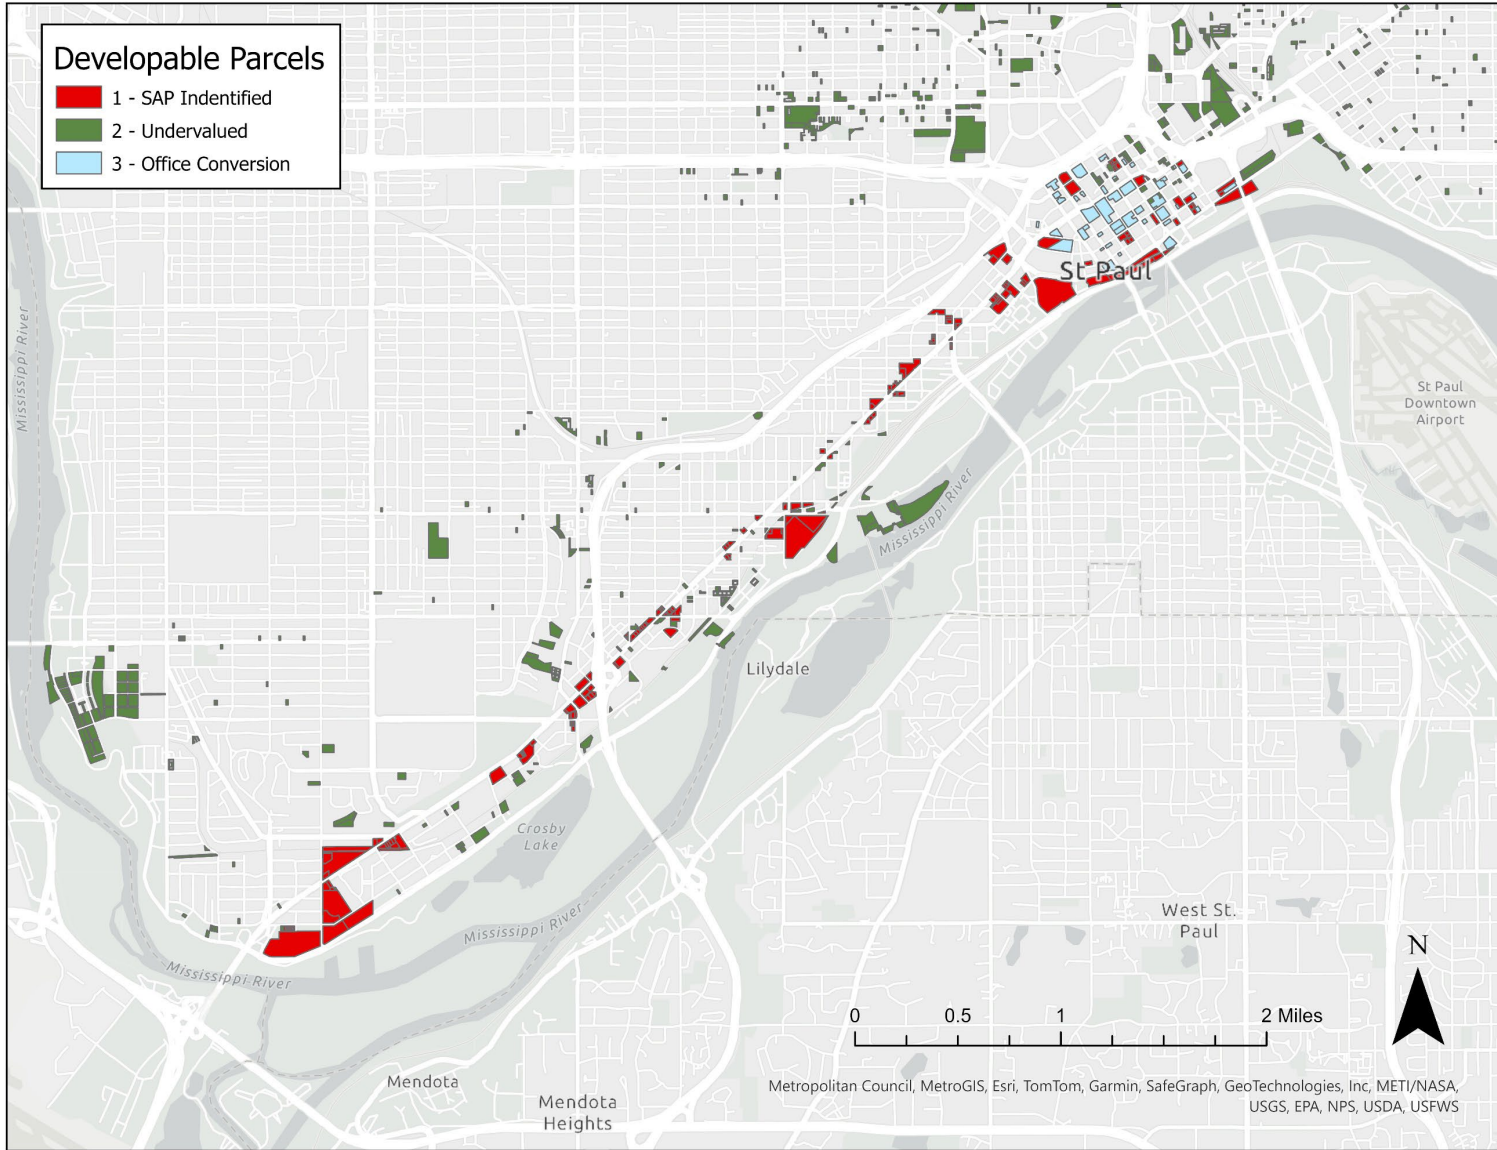 Developable Parcels
1 - SAP Indentified
2 - Undervalued
3 - Office Conversion
St Paul
Mississippi River
St Paul
Downtown
Airport
Mississippi River
Lilydale
Crosby
Lake
West St.
Paul
Mississippi River
Mississippi River
N
0 0.5 1 2 Miles
Mendota
Mendota
Heights
Metropolitan Council, MetroGIS, Esri, TomTom, Garmin, SafeGraph, GeoTechnologies, Inc, METI/NASA,
USGS, EPA, NPS, USDA, USFWS